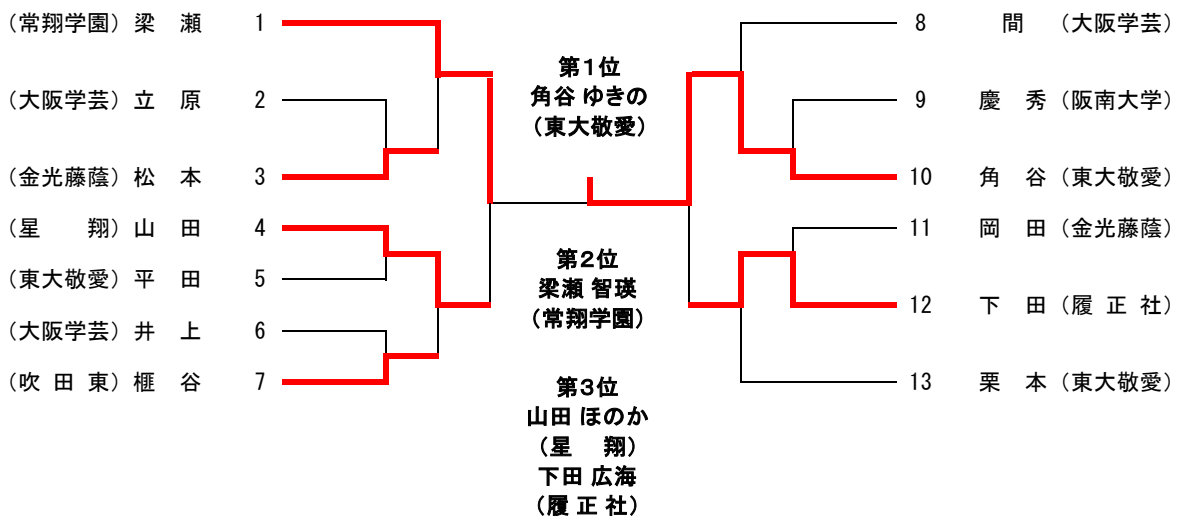 (常翔学園) 梁 瀬 1
(大阪学芸) 立 原 2
(金光藤蔭) 松 本 3
(星 翔) 山 田 4
(東大敬愛) 平 田 5
(大阪学芸) 井 上 6
(吹 田 東) 榧 谷 7
第1位
角谷 ゆきの
(東大敬愛)
第2位
梁瀬 智瑛
(常翔学園)
第3位
山田 ほのか
(星 翔)
下田 広海
(履 正 社)
8 間 (大阪学芸)
9 慶 秀 (阪南大学)
10 角 谷 (東大敬愛)
11 岡 田 (金光藤蔭)
12 下 田 (履 正 社)
13 栗 本 (東大敬愛)